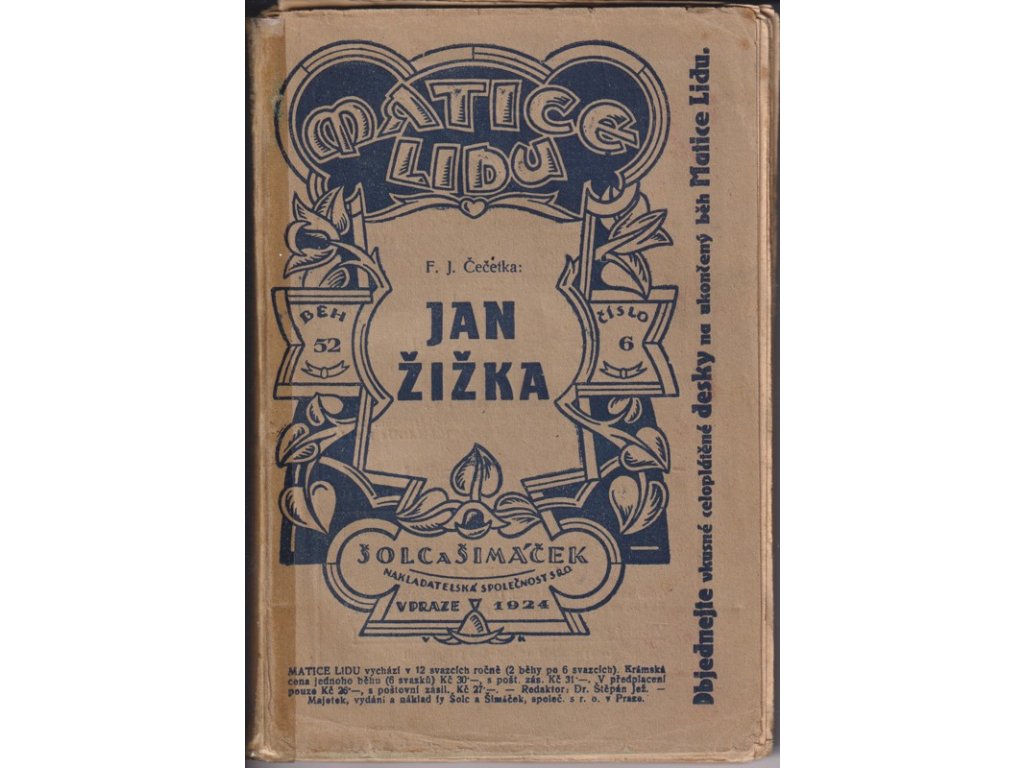 MATICE
LIDU
F. J. Čečetka:
JAN
ŽIŽKA
BĚH
52
ČÍSLO
6
ŠOLC A ŠIMÁČEK
NAKLADATELSKÁ SPOLEČNOST S R.O.
V PRAZE 1924
V K
MATICE LIDU vychází v 12 svazcích ročně (2 běhy po 6 svazcích). Krámská
cena jednoho běhu (6 svazků) Kč 30·—, s pošt. zás. Kč 31·—. V předplacení
pouze Kč 26·—, s poštovní zásil. Kč 27·—. — Redaktor: Dr. Štěpán Jež. —
Majetek, vydání a náklad fy Šolc a Šimáček, společ. s r. o. v Praze.
Objednejte vkusné celoplátěné desky na ukončený běh Matice Lidu.